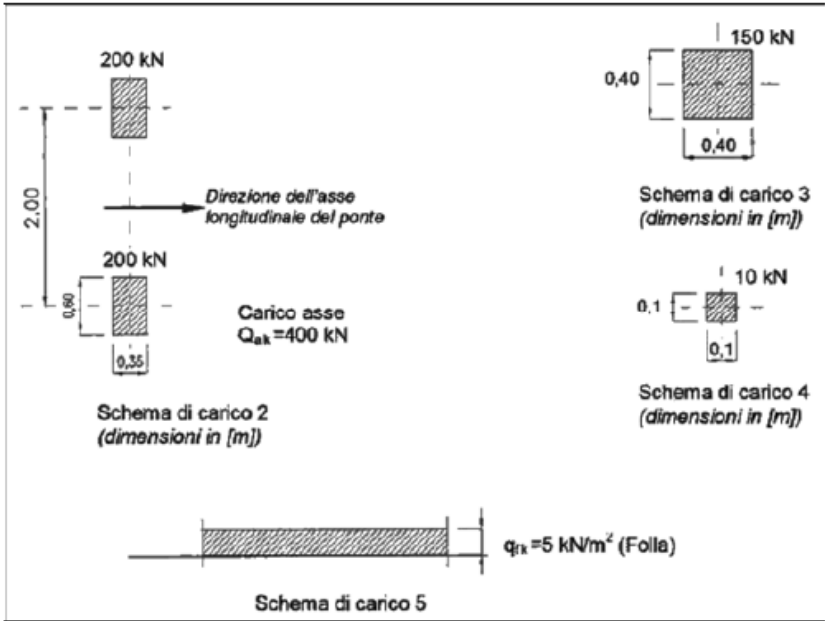 200 kN
2,00
Direzione dell'asse
longitudinale del ponte
200 kN
0,60
0,35
Carico asse
Qak=400 kN
Schema di carico 2
(dimensioni in [m])
150 kN
0,40
0,40
Schema di carico 3
(dimensioni in [m])
10 kN
0,1
0,1
Schema di carico 4
(dimensioni in [m])
qfk=5 kN/m² (Folla)
Schema di carico 5